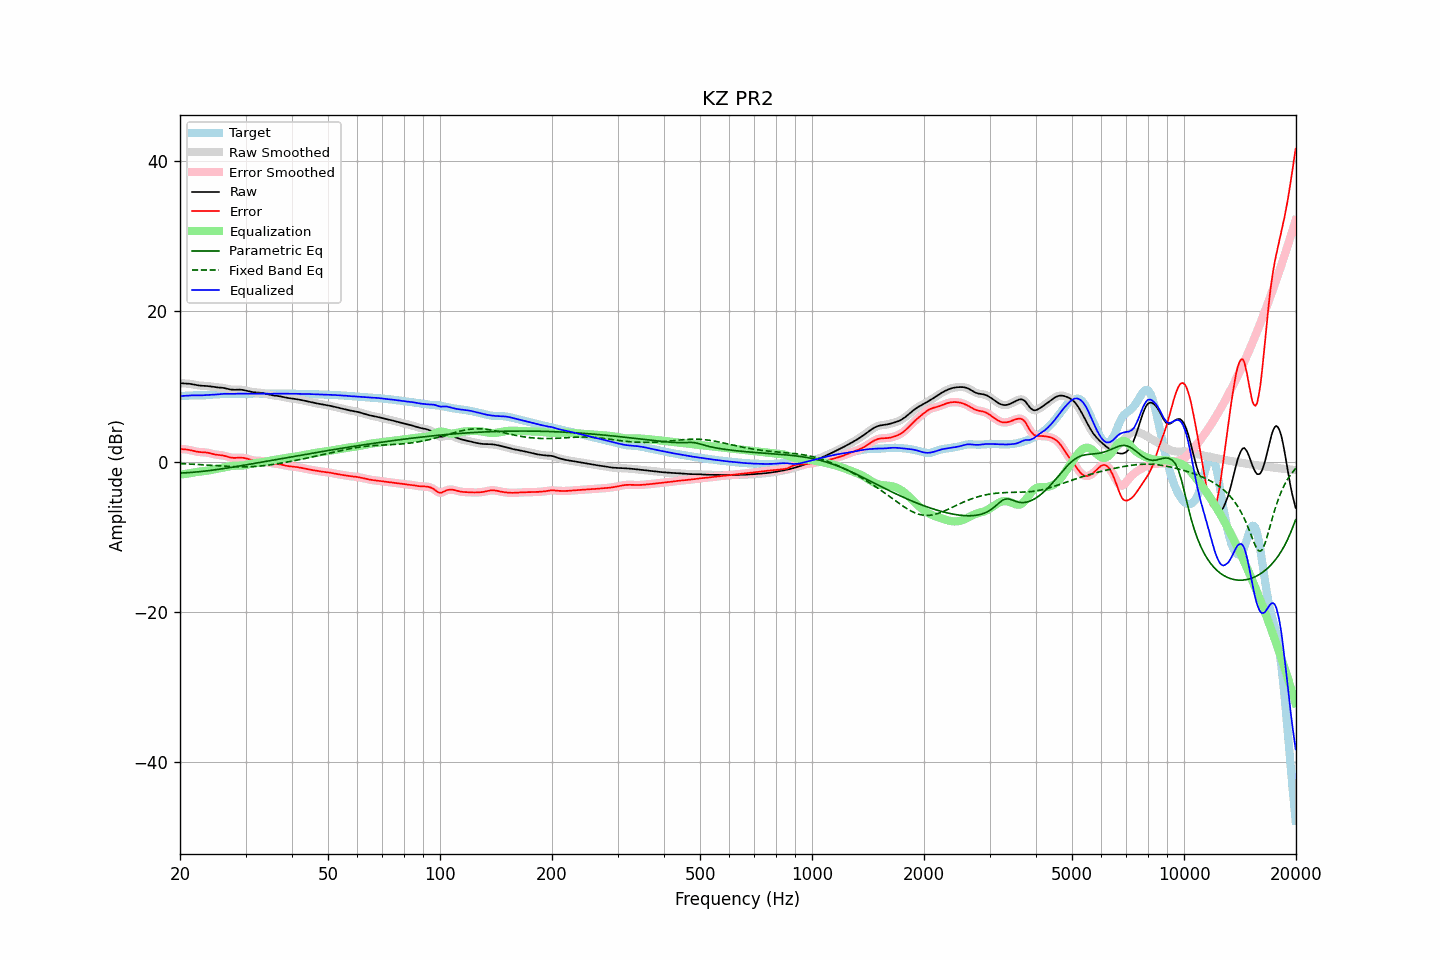 KZ PR2
Target
Raw Smoothed
Error Smoothed
Raw
Error
Equalization
Parametric Eq
Fixed Band Eq
Equalized
40
20
0
−20
−40
Amplitude (dBr)
20 50 100 200 500 1000 2000 5000 10000 20000
Frequency (Hz)